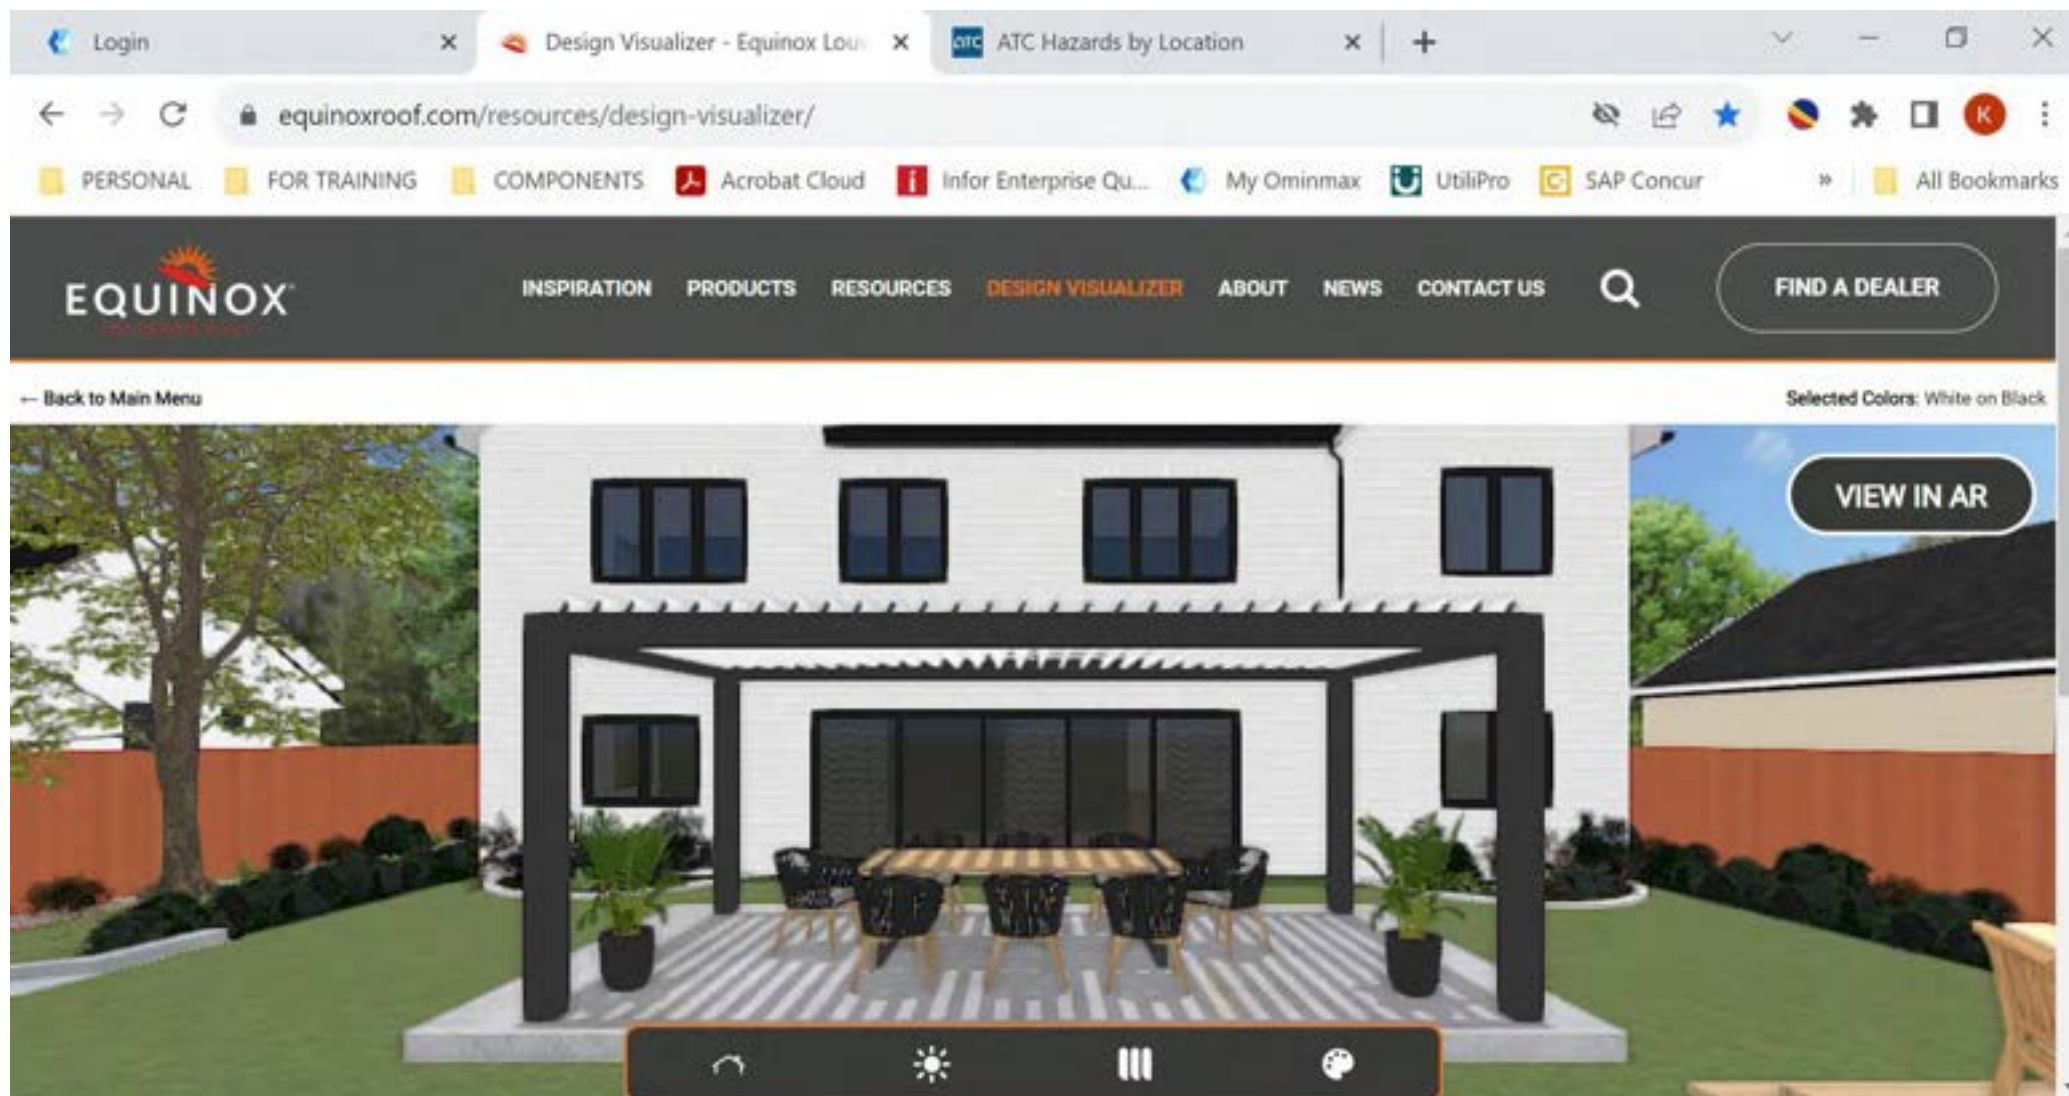 Login
Design Visualizer - Equinox Lou
ATC Hazards by Location
equinoxroof.com/resources/design-visualizer/
K
PERSONAL
FOR TRAINING
COMPONENTS
Acrobat Cloud
Infor Enterprise Qu...
My Ominmax
UtiliPro
SAP Concur
»
All Bookmarks
EQUINOX
INSPIRATION
PRODUCTS
RESOURCES
DESIGN VISUALIZER
ABOUT
NEWS
CONTACT US
FIND A DEALER
← Back to Main Menu
Selected Colors: White on Black
VIEW IN AR